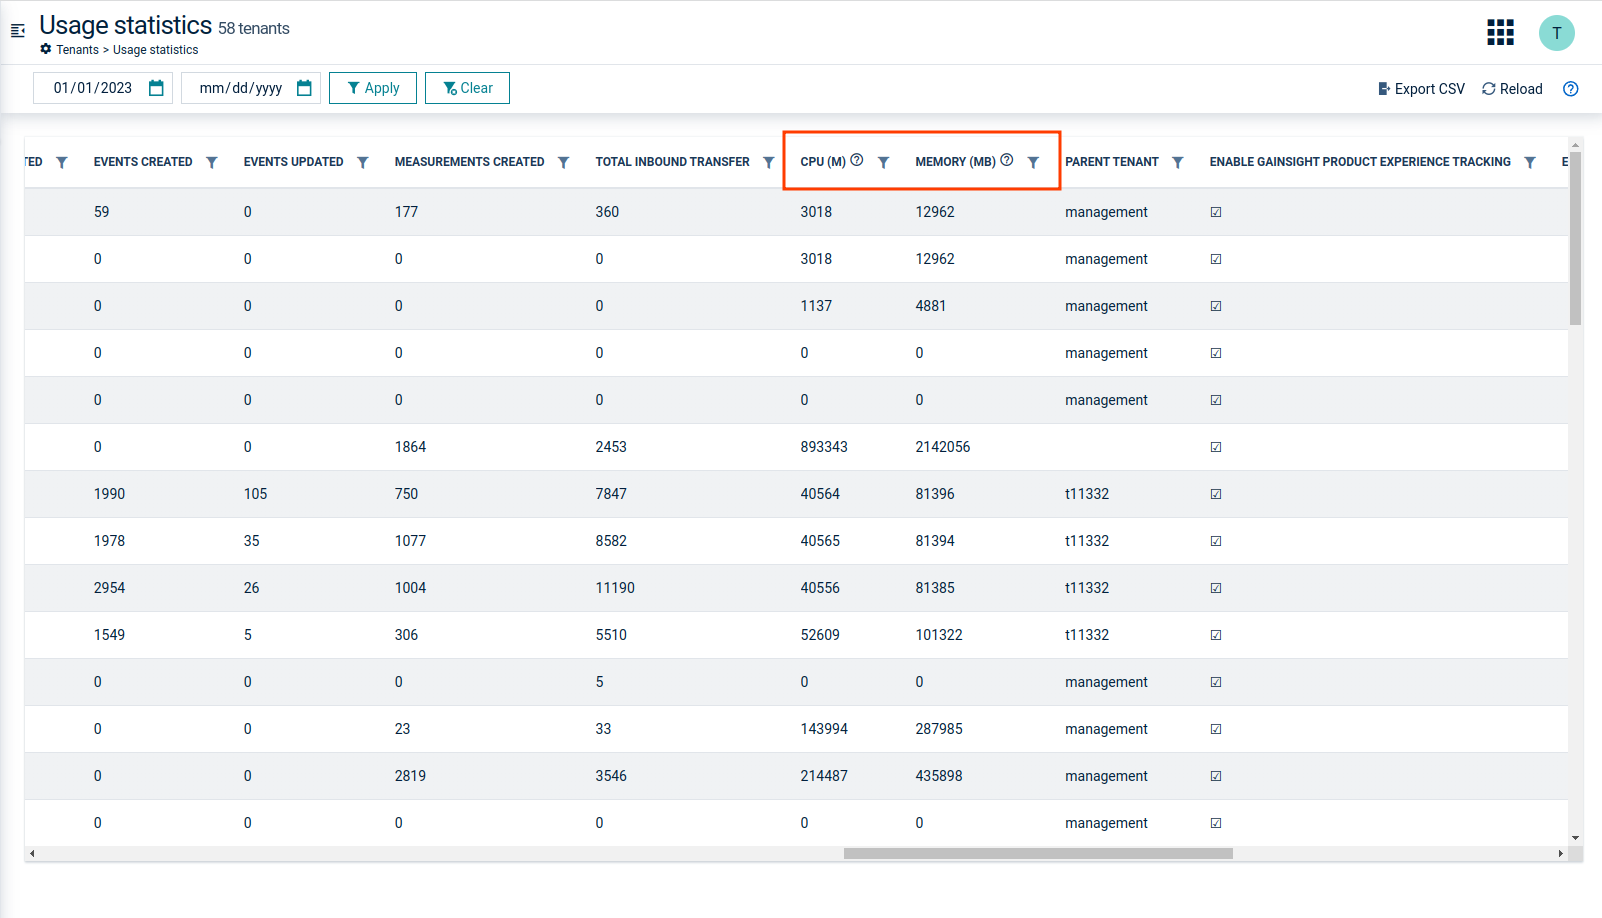 Usage statistics 58 tenants
Tenants > Usage statistics
T
01/01/2023 mm/dd/yyyy Apply Clear Export CSV Reload
TED EVENTS CREATED EVENTS UPDATED MEASUREMENTS CREATED TOTAL INBOUND TRANSFER CPU (M) MEMORY (MB) PARENT TENANT ENABLE GAINSIGHT PRODUCT EXPERIENCE TRACKING E
59 0 177 360 3018 12962 management
0 0 0 0 3018 12962 management
0 0 0 0 1137 4881 management
0 0 0 0 0 0 management
0 0 0 0 0 0 management
0 0 1864 2453 893343 2142056
1990 105 750 7847 40564 81396 t11332
1978 35 1077 8582 40565 81394 t11332
2954 26 1004 11190 40556 81385 t11332
1549 5 306 5510 52609 101322 t11332
0 0 0 5 0 0 management
0 0 23 33 143994 287985 management
0 0 2819 3546 214487 435898 management
0 0 0 0 0 0 management